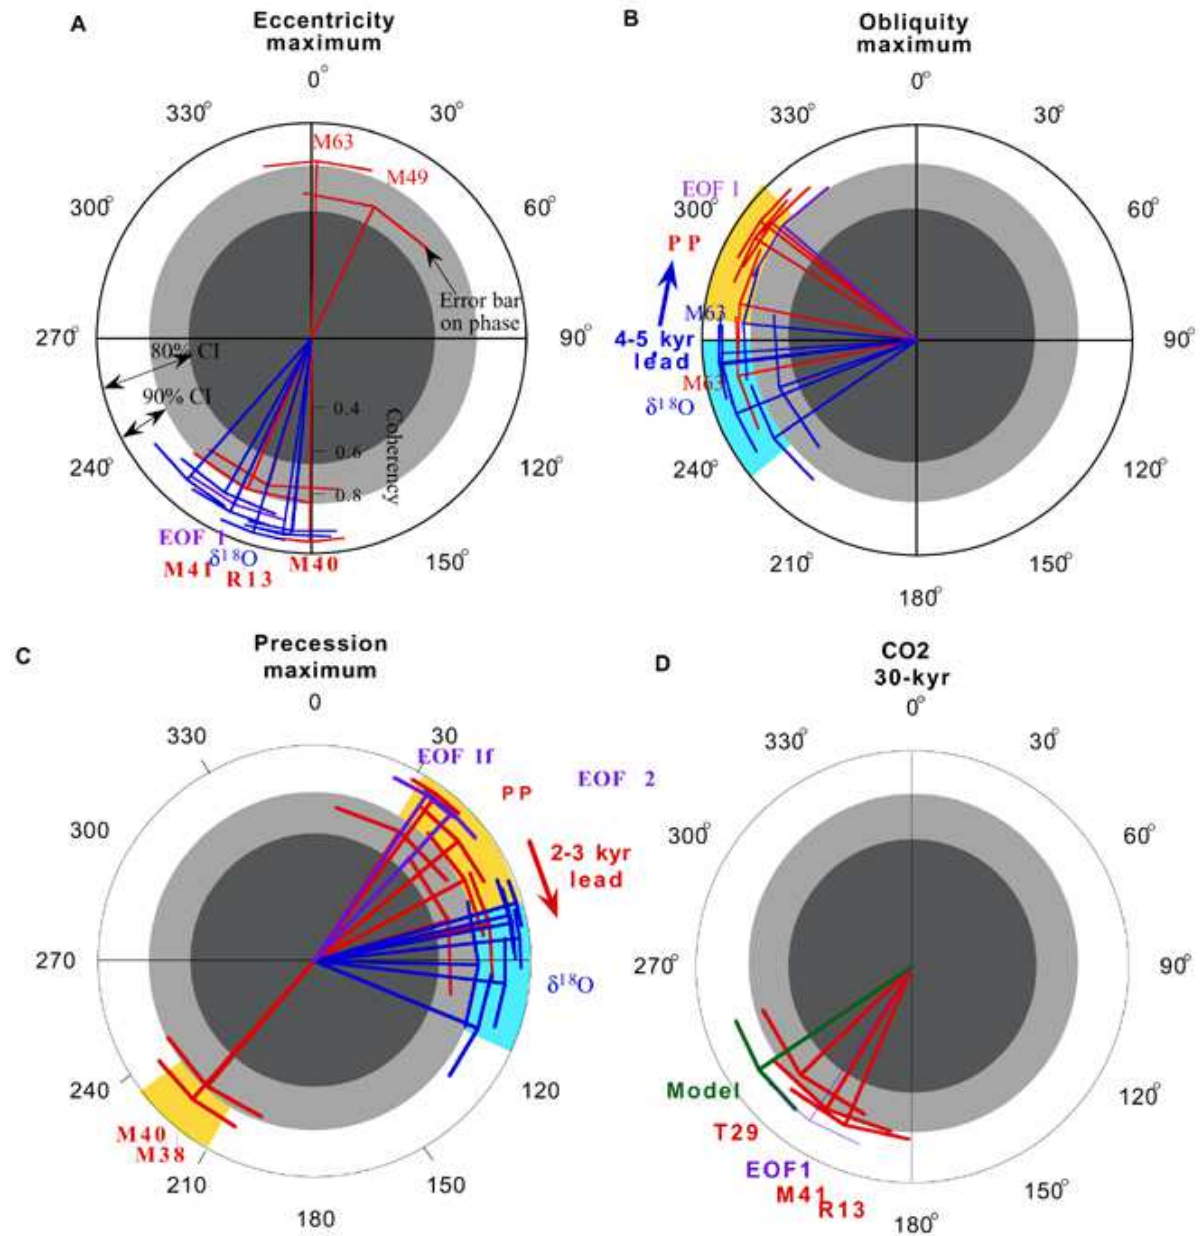 A
Eccentricity
maximum
0°
330°
30°
M63
M49
300°
60°
Error bar
on phase
270°
90°
80% CI
90% CI
0.4
0.6
0.8
Coherency
240°
120°
EOF 1
δ18O
M41
R13
M40
150°
B
Obliquity
maximum
0°
330°
30°
EOF 1
300°
60°
PP
M63
4-5 kyr
lead
270°
90°
M63
δ18O
240°
120°
210°
150°
180°
C
Precession
maximum
0
330
30
EOF 1f
PP
EOF 2
300
2-3 kyr
lead
270
δ18O
240
120
M40
M38
210
150
180
D
CO2
30-kyr
0°
330°
30°
300°
60°
270°
90°
Model
120°
T29
EOF1
M41
R13
150°
180°